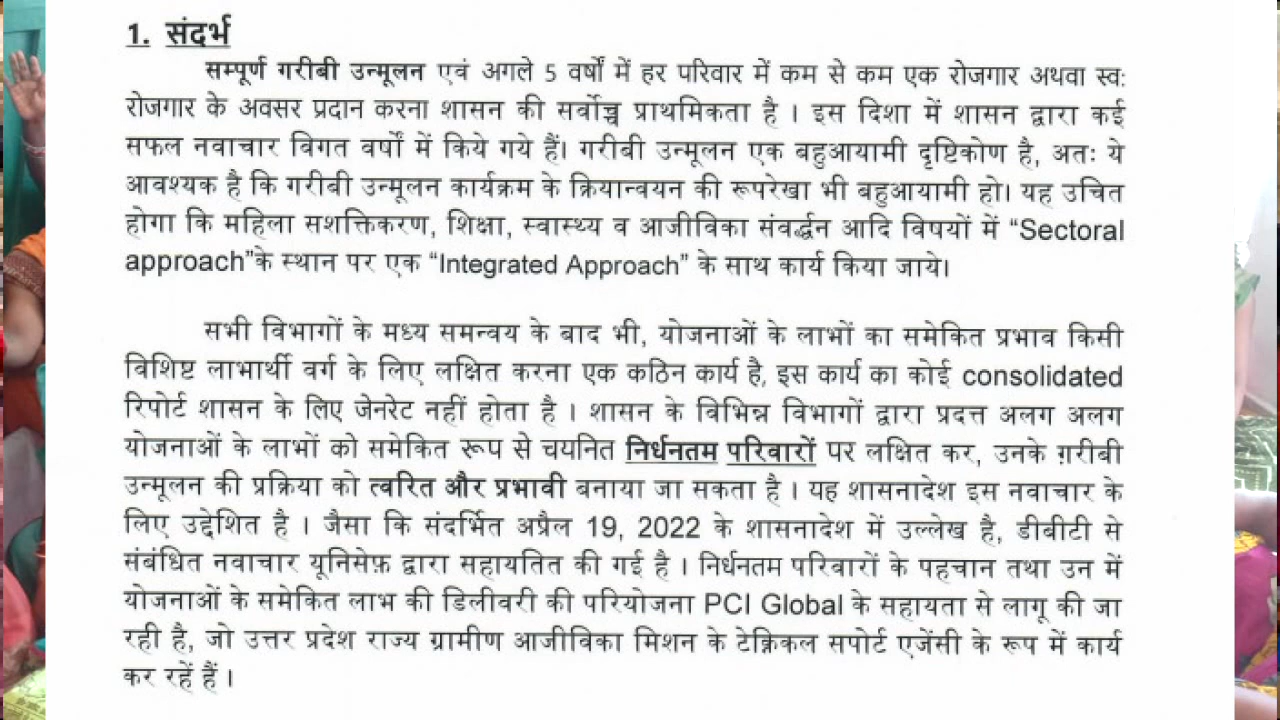 1. संदर्भ
सम्पूर्ण गरीबी उन्मूलन एवं अगले 5 वर्षों में हर परिवार में कम से कम एक रोजगार अथवा स्व:
रोजगार के अवसर प्रदान करना शासन की सर्वोच्च प्राथमिकता है । इस दिशा में शासन द्वारा कई
सफल नवाचार विगत वर्षों में किये गये हैं। गरीबी उन्मूलन एक बहुआयामी दृष्टिकोण है, अतः ये
आवश्यक है कि गरीबी उन्मूलन कार्यक्रम के क्रियान्वयन की रूपरेखा भी बहुआयामी हो। यह उचित
होगा कि महिला सशक्तिकरण, शिक्षा, स्वास्थ्य व आजीविका संवर्द्धन आदि विषयों में “Sectoral
approach”के स्थान पर एक “Integrated Approach” के साथ कार्य किया जाये।
सभी विभागों के मध्य समन्वय के बाद भी, योजनाओं के लाभों का समेकित प्रभाव किसी
विशिष्ट लाभार्थी वर्ग के लिए लक्षित करना एक कठिन कार्य है, इस कार्य का कोई consolidated
रिपोर्ट शासन के लिए जेनरेट नहीं होता है । शासन के विभिन्न विभागों द्वारा प्रदत्त अलग अलग
योजनाओं के लाभों को समेकित रूप से चयनित निर्धनतम परिवारों पर लक्षित कर, उनके ग़रीबी
उन्मूलन की प्रक्रिया को त्वरित और प्रभावी बनाया जा सकता है । यह शासनादेश इस नवाचार के
लिए उद्देशित है । जैसा कि संदर्भित अप्रैल 19, 2022 के शासनादेश में उल्लेख है, डीबीटी से
संबंधित नवाचार यूनिसेफ़ द्वारा सहायतित की गई है । निर्धनतम परिवारों के पहचान तथा उन में
योजनाओं के समेकित लाभ की डिलीवरी की परियोजना PCI Global के सहायता से लागू की जा
रही है, जो उत्तर प्रदेश राज्य ग्रामीण आजीविका मिशन के टेक्निकल सपोर्ट एजेंसी के रूप में कार्य
कर रहें हैं ।